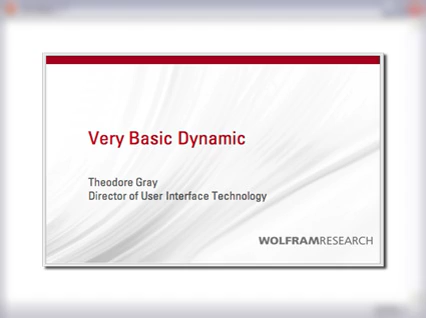 Very Basic Dynamic
Theodore Gray
Director of User Interface Technology
WOLFRAMRESEARCH